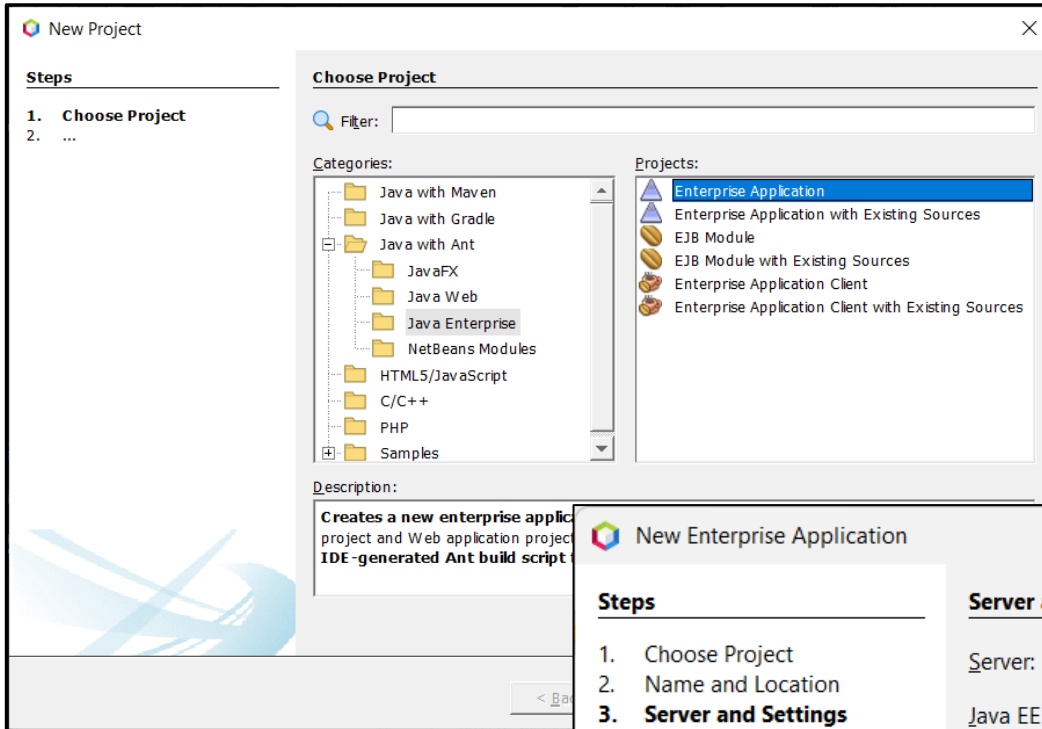 New Project
Steps
1. Choose Project
2. ...
Choose Project
Filter:
Categories:
Java with Maven
Java with Gradle
Java with Ant
JavaFX
Java Web
Java Enterprise
NetBeans Modules
HTML5/JavaScript
C/C++
PHP
Samples
Projects:
Enterprise Application
Enterprise Application with Existing Sources
EJB Module
EJB Module with Existing Sources
Enterprise Application Client
Enterprise Application Client with Existing Sources
Description:
Creates a new enterprise
project and Web application
IDE-generated Ant build script
< 
New Enterprise Application
Steps
1. Choose Project
2. Name and Location
3. Server and Settings
Server
Server:
Java EE